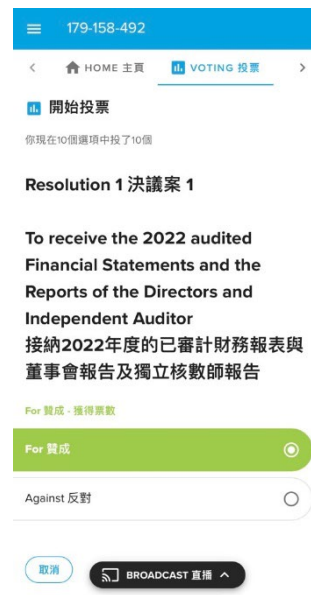 179-158-492
HOME 主頁
VOTING 投票
開始投票
你現在10個選項中投了10個
Resolution 1 決議案 1
To receive the 2022 audited
Financial Statements and the
Reports of the Directors and
Independent Auditor
接納2022年度的已審計財務報表與
董事會報告及獨立核數師報告
For 贊成 - 獲得票數
For 贊成
Against 反對
取消
BROADCAST 直播